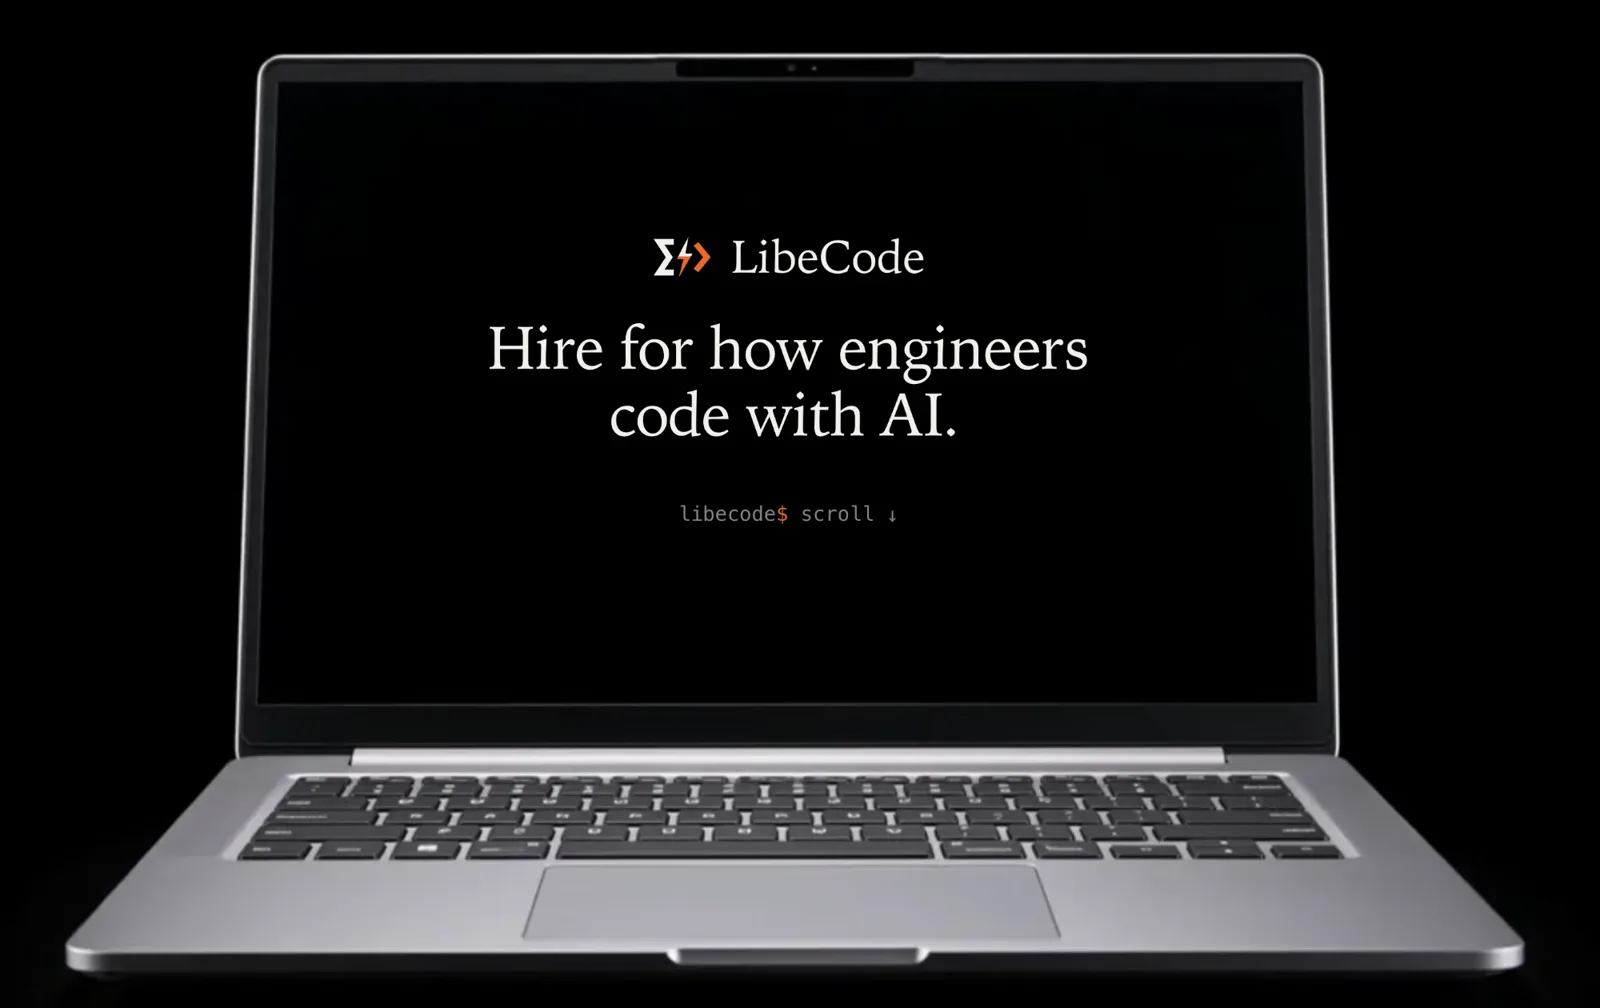 LibeCode
Hire for how engineers
code with AI.
libecode$ scroll ↓